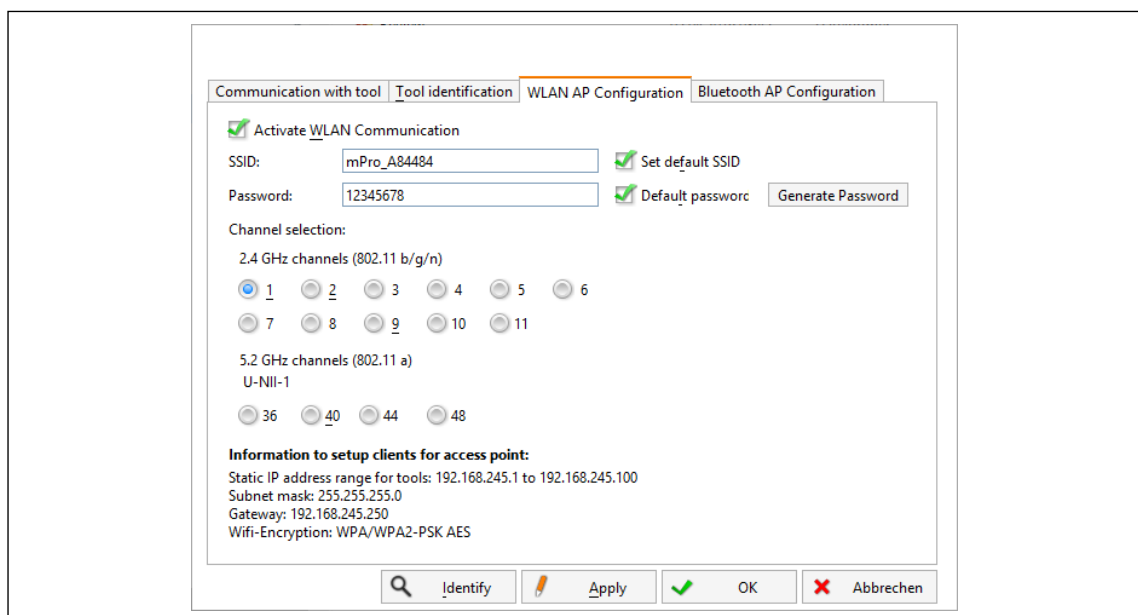 Communication with tool Tool identification WLAN AP Configuration Bluetooth AP Configuration
Activate WLAN Communication
SSID: mPro_A84484 Set default SSID
Password: 12345678 Default password Generate Password
Channel selection:
2.4 GHz channels (802.11 b/g/n)
1 2 3 4 5 6
7 8 9 10 11
5.2 GHz channels (802.11 a)
U-NII-1
36 40 44 48
Information to setup clients for access point:
Static IP address range for tools: 192.168.245.1 to 192.168.245.100
Subnet mask: 255.255.255.0
Gateway: 192.168.245.250
Wifi-Encryption: WPA/WPA2-PSK AES
Identify Apply OK Abbrechen